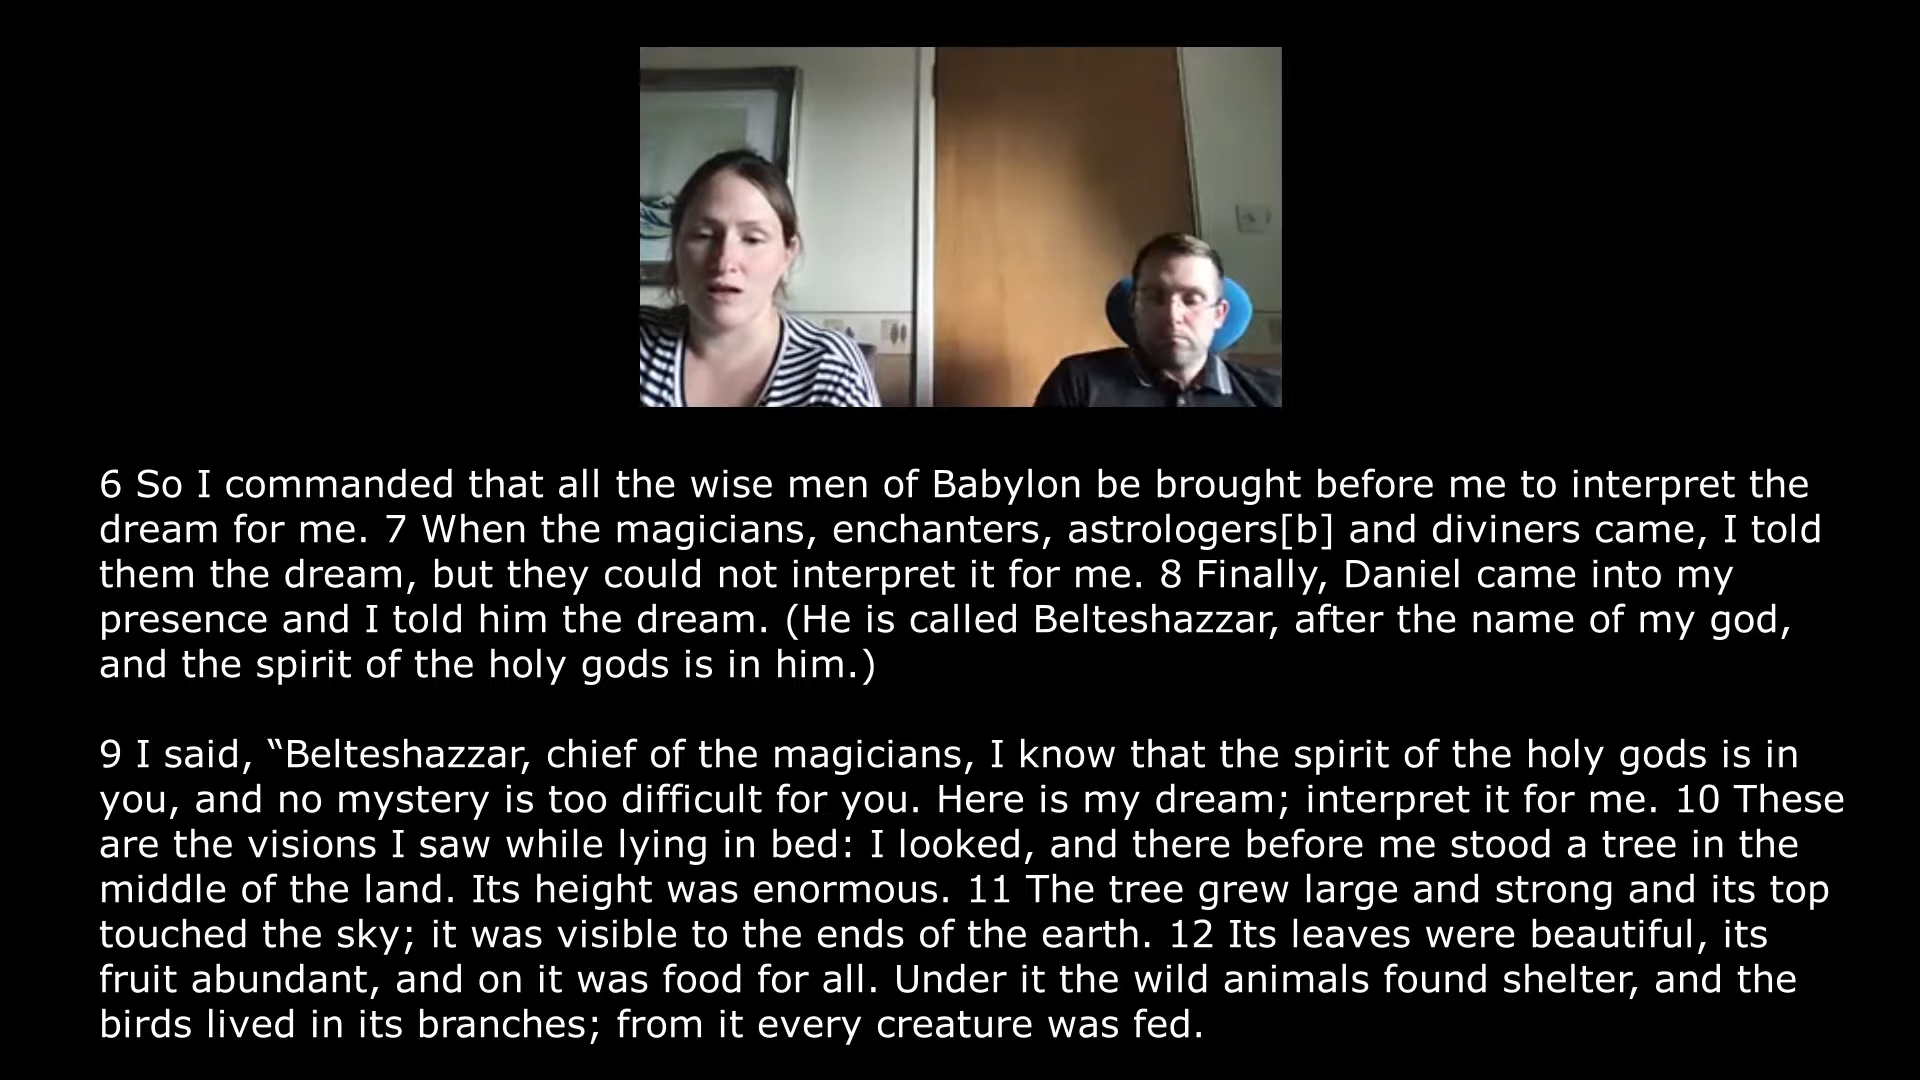 6 So I commanded that all the wise men of Babylon be brought before me to interpret the
dream for me. 7 When the magicians, enchanters, astrologers[b] and diviners came, I told
them the dream, but they could not interpret it for me. 8 Finally, Daniel came into my
presence and I told him the dream. (He is called Belteshazzar, after the name of my god,
and the spirit of the holy gods is in him.)
9 I said, “Belteshazzar, chief of the magicians, I know that the spirit of the holy gods is in
you, and no mystery is too difficult for you. Here is my dream; interpret it for me. 10 These
are the visions I saw while lying in bed: I looked, and there before me stood a tree in the
middle of the land. Its height was enormous. 11 The tree grew large and strong and its top
touched the sky; it was visible to the ends of the earth. 12 Its leaves were beautiful, its
fruit abundant, and on it was food for all. Under it the wild animals found shelter, and the
birds lived in its branches; from it every creature was fed.